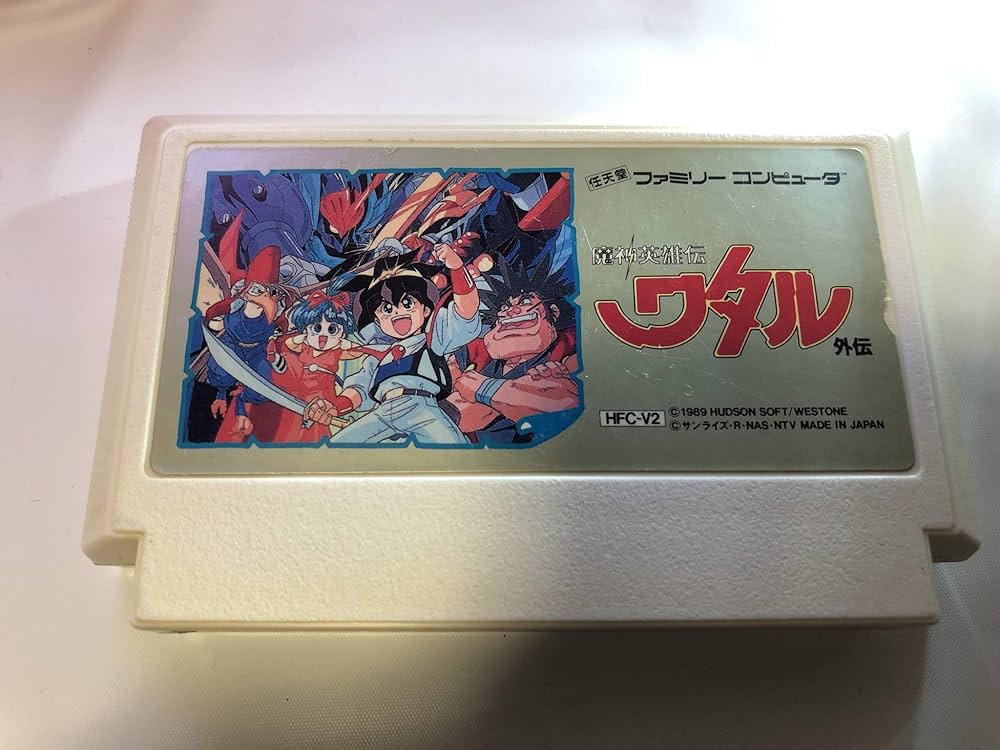 任天堂 ファミリー コンピュータ™
魔神英雄伝
ワタル
外伝
HFC-V2
©1989 HUDSON SOFT/WESTONE
©サンライズ・R・NAS・NTV MADE IN JAPAN